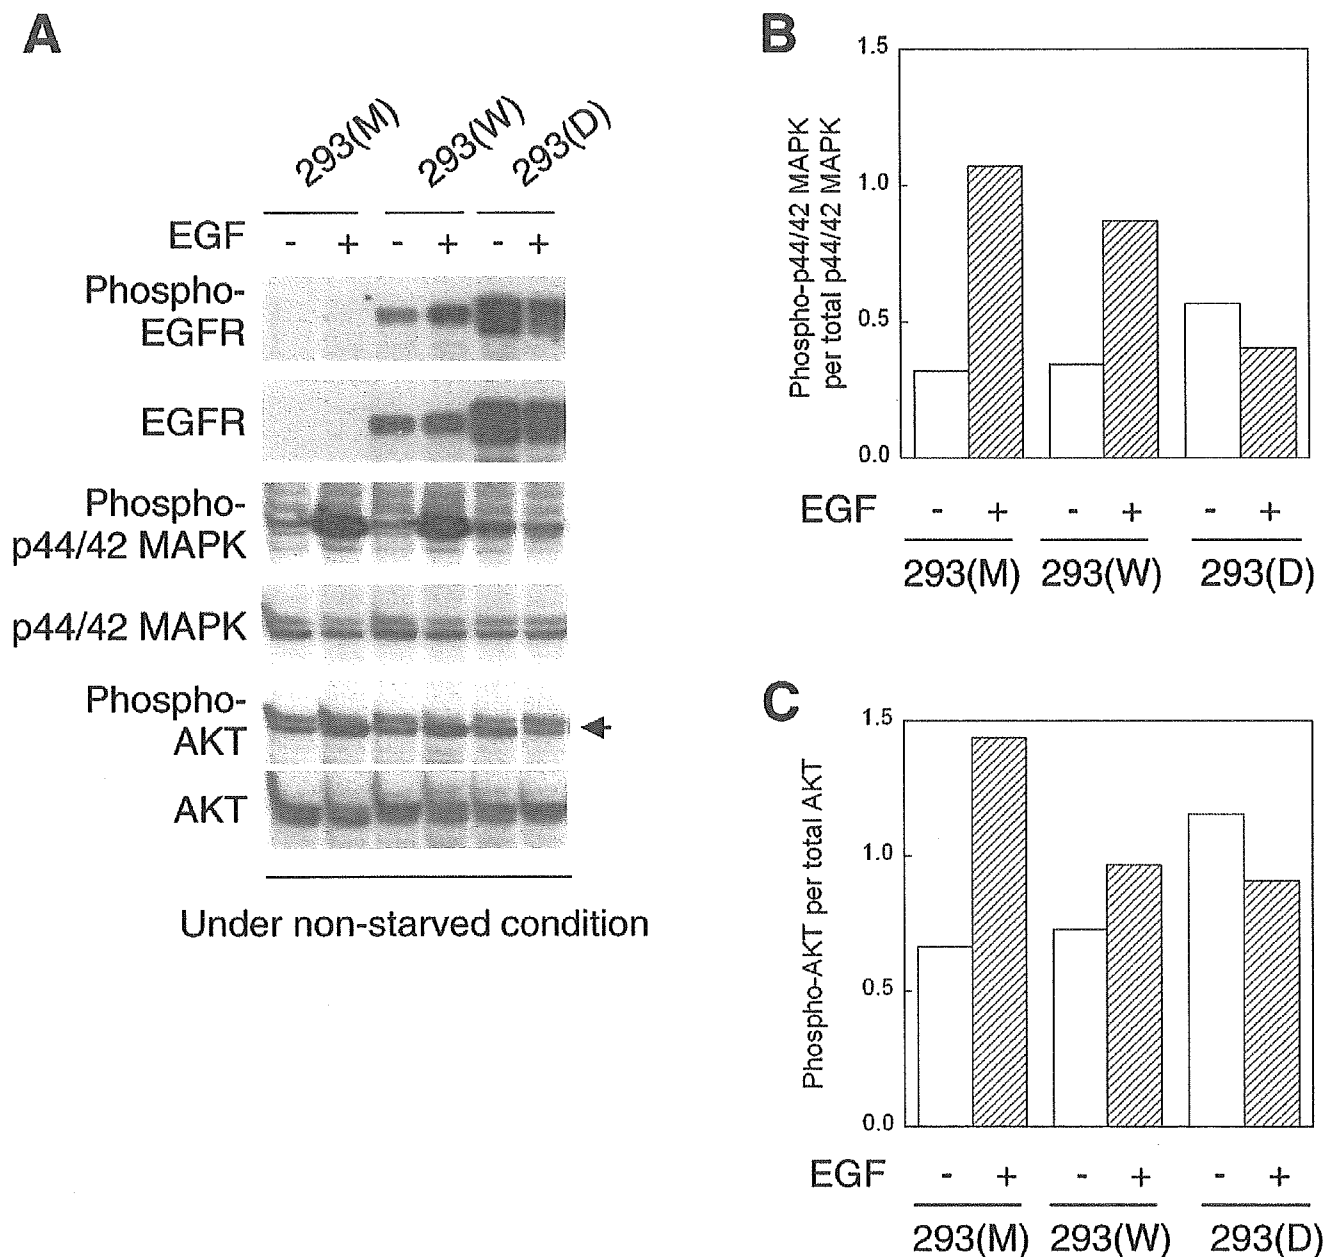 A
293(M) 293(W) 293(D)
EGF - + - + - +
Phospho-
EGFR
EGFR
Phospho-
p44/42 MAPK
p44/42 MAPK
Phospho-
AKT
AKT
Under non-starved condition
B
Phospho-p44/42 MAPK
per total p44/42 MAPK
1.5
1.0
0.5
0.0
EGF - + - + - +
293(M) 293(W) 293(D)
C
Phospho-AKT per total AKT
1.5
1.0
0.5
0.0
EGF - + - + - +
293(M) 293(W) 293(D)